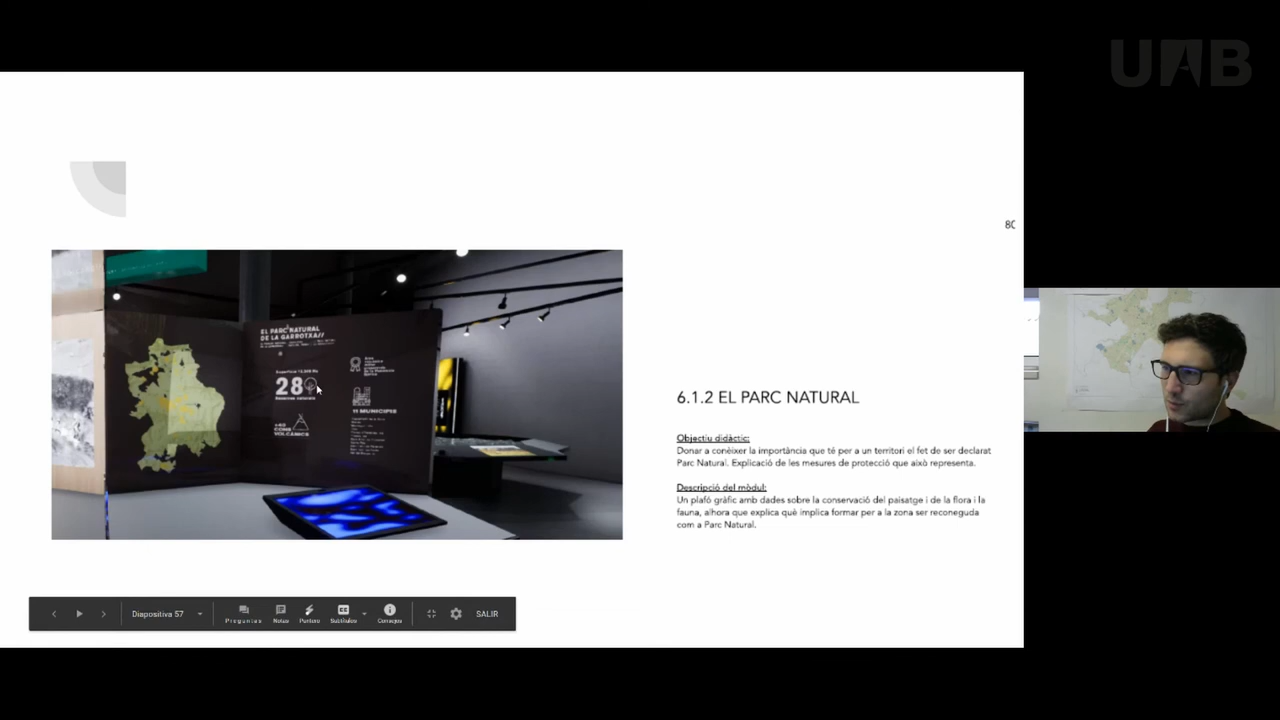 UAB
80
EL PARC NATURAL
DE LA GARROTXA//
28
+40
CONS
VOLCÀNICS
11 MUNICIPIS
6.1.2 EL PARC NATURAL
Objectiu didàctic:
Donar a conèixer la importància que té per a un territori el fet de ser declarat
Parc Natural. Explicació de les mesures de protecció que això representa.
Descripció del mòdul:
Un plafó gràfic amb dades sobre la conservació del paisatge i de la flora i la
fauna, alhora que explica què implica formar per a la zona ser reconeguda
com a Parc Natural.
Diapositiva 57
Preguntas
Notas
Puntero
Subtítulos
Consejos
SALIR